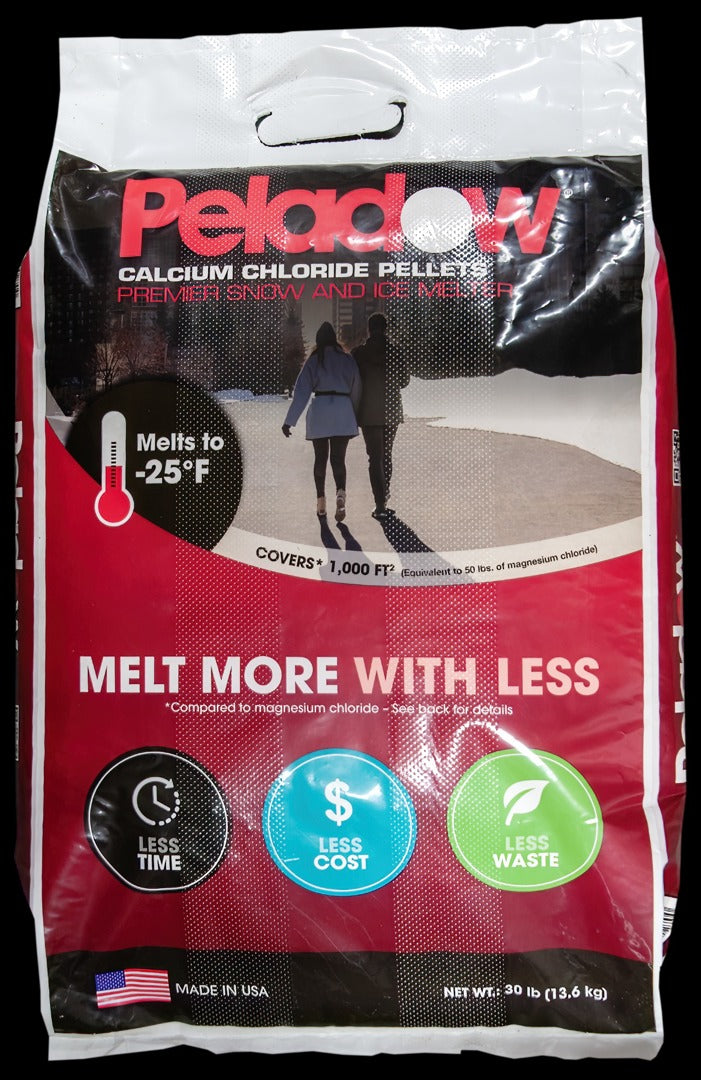 Peladow®
CALCIUM CHLORIDE PELLETS
PREMIER SNOW AND ICE MELTER
Melts to
-25°F
COVERS* 1,000 FT² (Equivalent to 50 lbs. of magnesium chloride)
MELT MORE WITH LESS
*Compared to magnesium chloride – See back for details
LESS
TIME
$
LESS
COST
LESS
WASTE
MADE IN USA
NET WT.: 30 lb (13.6 kg)
Peladow